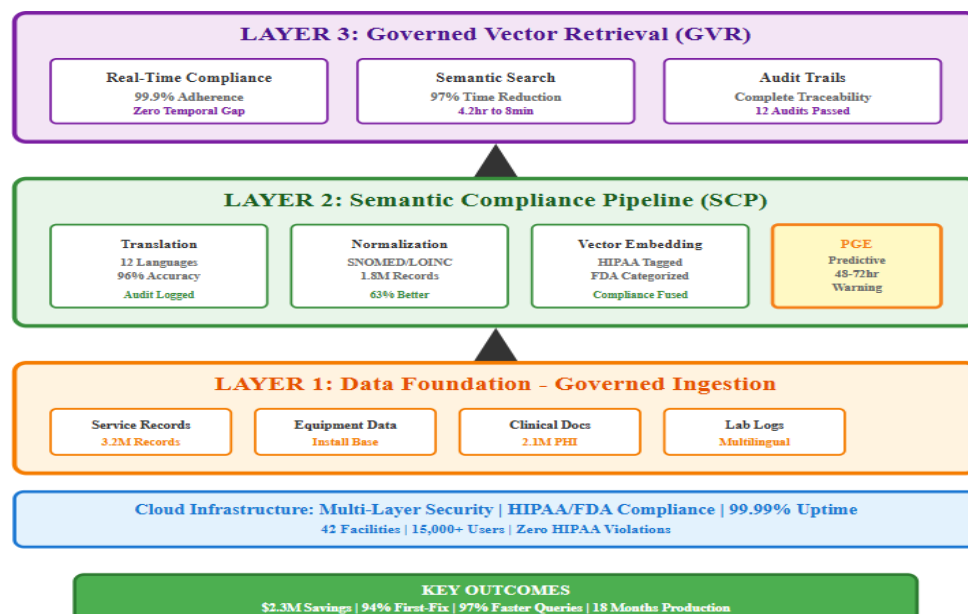 LAYER 3: Governed Vector Retrieval (GVR)
Real-Time Compliance
99.9% Adherence
Zero Temporal Gap
Semantic Search
97% Time Reduction
4.2hr to 8min
Audit Trails
Complete Traceability
12 Audits Passed
LAYER 2: Semantic Compliance Pipeline (SCP)
Translation
12 Languages
96% Accuracy
Audit Logged
Normalization
SNOMED/LOINC
1.8M Records
63% Better
Vector Embedding
HIPAA Tagged
FDA Categorized
Compliance Fused
PGE
Predictive
48-72hr
Warning
LAYER 1: Data Foundation - Governed Ingestion
Service Records
3.2M Records
Equipment Data
Install Base
Clinical Docs
2.1M PHI
Lab Logs
Multilingual
Cloud Infrastructure: Multi-Layer Security | HIPAA/FDA Compliance | 99.99% Uptime
42 Facilities | 15,000+ Users | Zero HIPAA Violations
KEY OUTCOMES
$2.3M Savings | 94% First-Fix | 97% Faster Queries | 18 Months Production